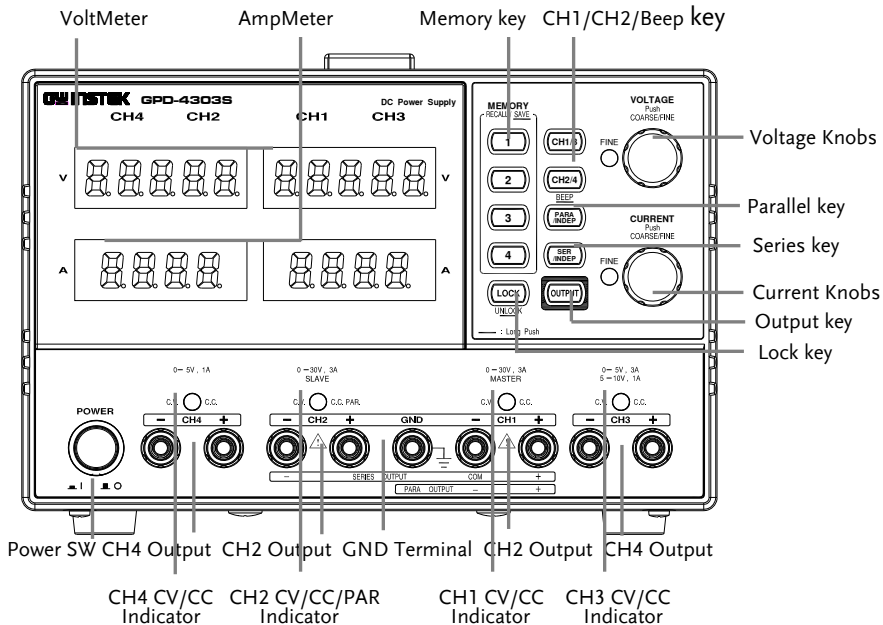 VoltMeter AmpMeter Memory key CH1/CH2/Beep key
GW INSTEK GPD-4303S DC Power Supply
CH4 CH2 CH1 CH3
MEMORY
RECALL/ SAVE
VOLTAGE
Push
COARSE/FINE
1 CH1/3 FINE
Voltage Knobs
V V
2 CH2/4
BEEP
Parallel key
3 PARA
/INDEP
CURRENT
Push
COARSE/FINE
Series key
4 SER
/INDEP
FINE
A A
LOCK OUTPUT
UNLOCK
Current Knobs
Output key
: Long Push
Lock key
0-5V, 1A 0-30V, 3A 0-30V, 3A 0-5V, 3A
SLAVE MASTER 5-10V, 1A
C.V. C.C. C.V. C.C. PAR. C.V. C.C. C.V. C.C.
POWER
- CH4 + - CH2 + GND - CH1 + - CH3 +
- SERIES OUTPUT COM +
PARA OUTPUT - +
I O
Power SW CH4 Output CH2 Output GND Terminal CH2 Output CH4 Output
CH4 CV/CC CH2 CV/CC/PAR CH1 CV/CC CH3 CV/CC
Indicator Indicator Indicator Indicator